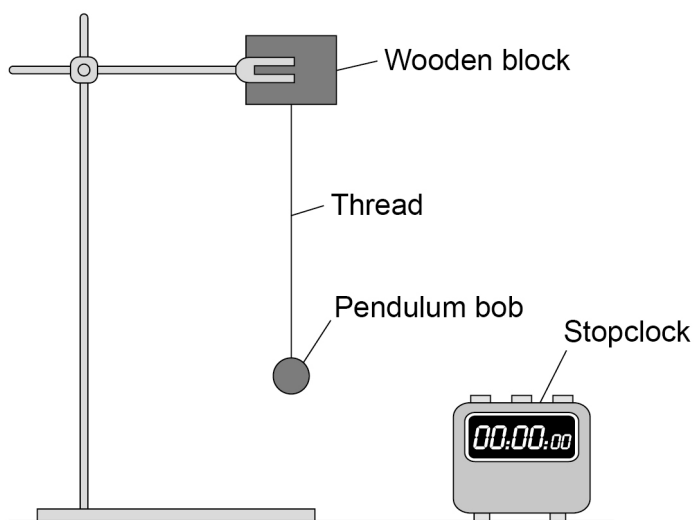 Wooden block
Thread
Pendulum bob
Stopclock
00:00:00